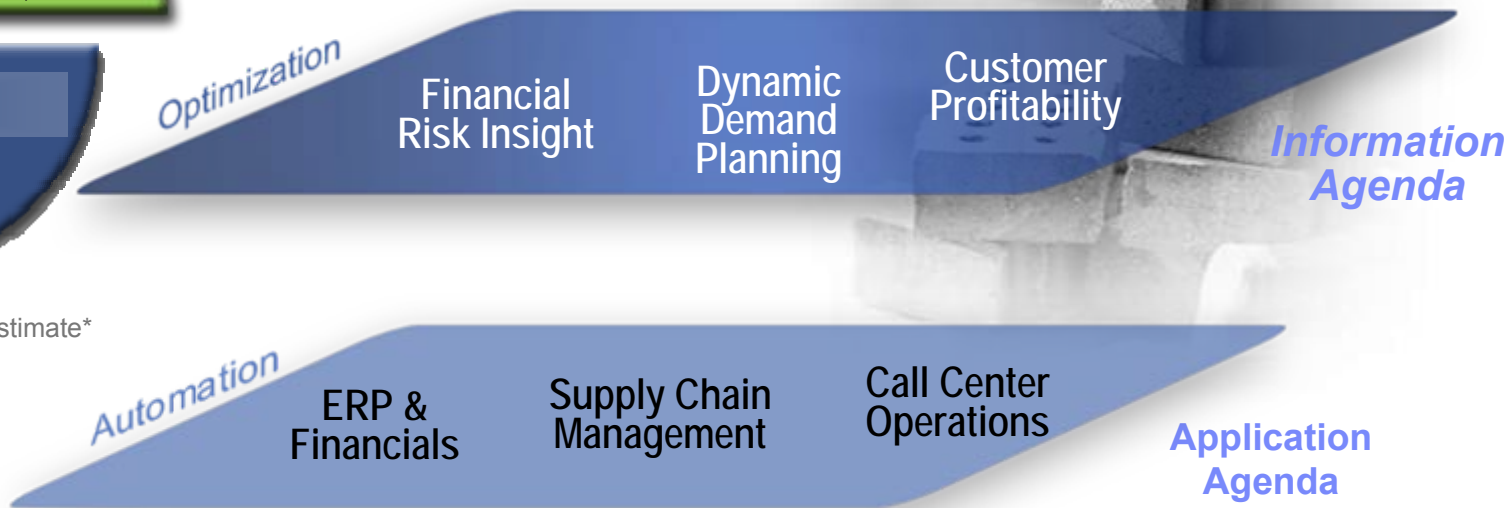 Optimization
Financial
Risk Insight
Dynamic
Demand
Planning
Customer
Profitability
Information
Agenda
Automation
ERP &
Financials
Supply Chain
Management
Call Center
Operations
Application
Agenda